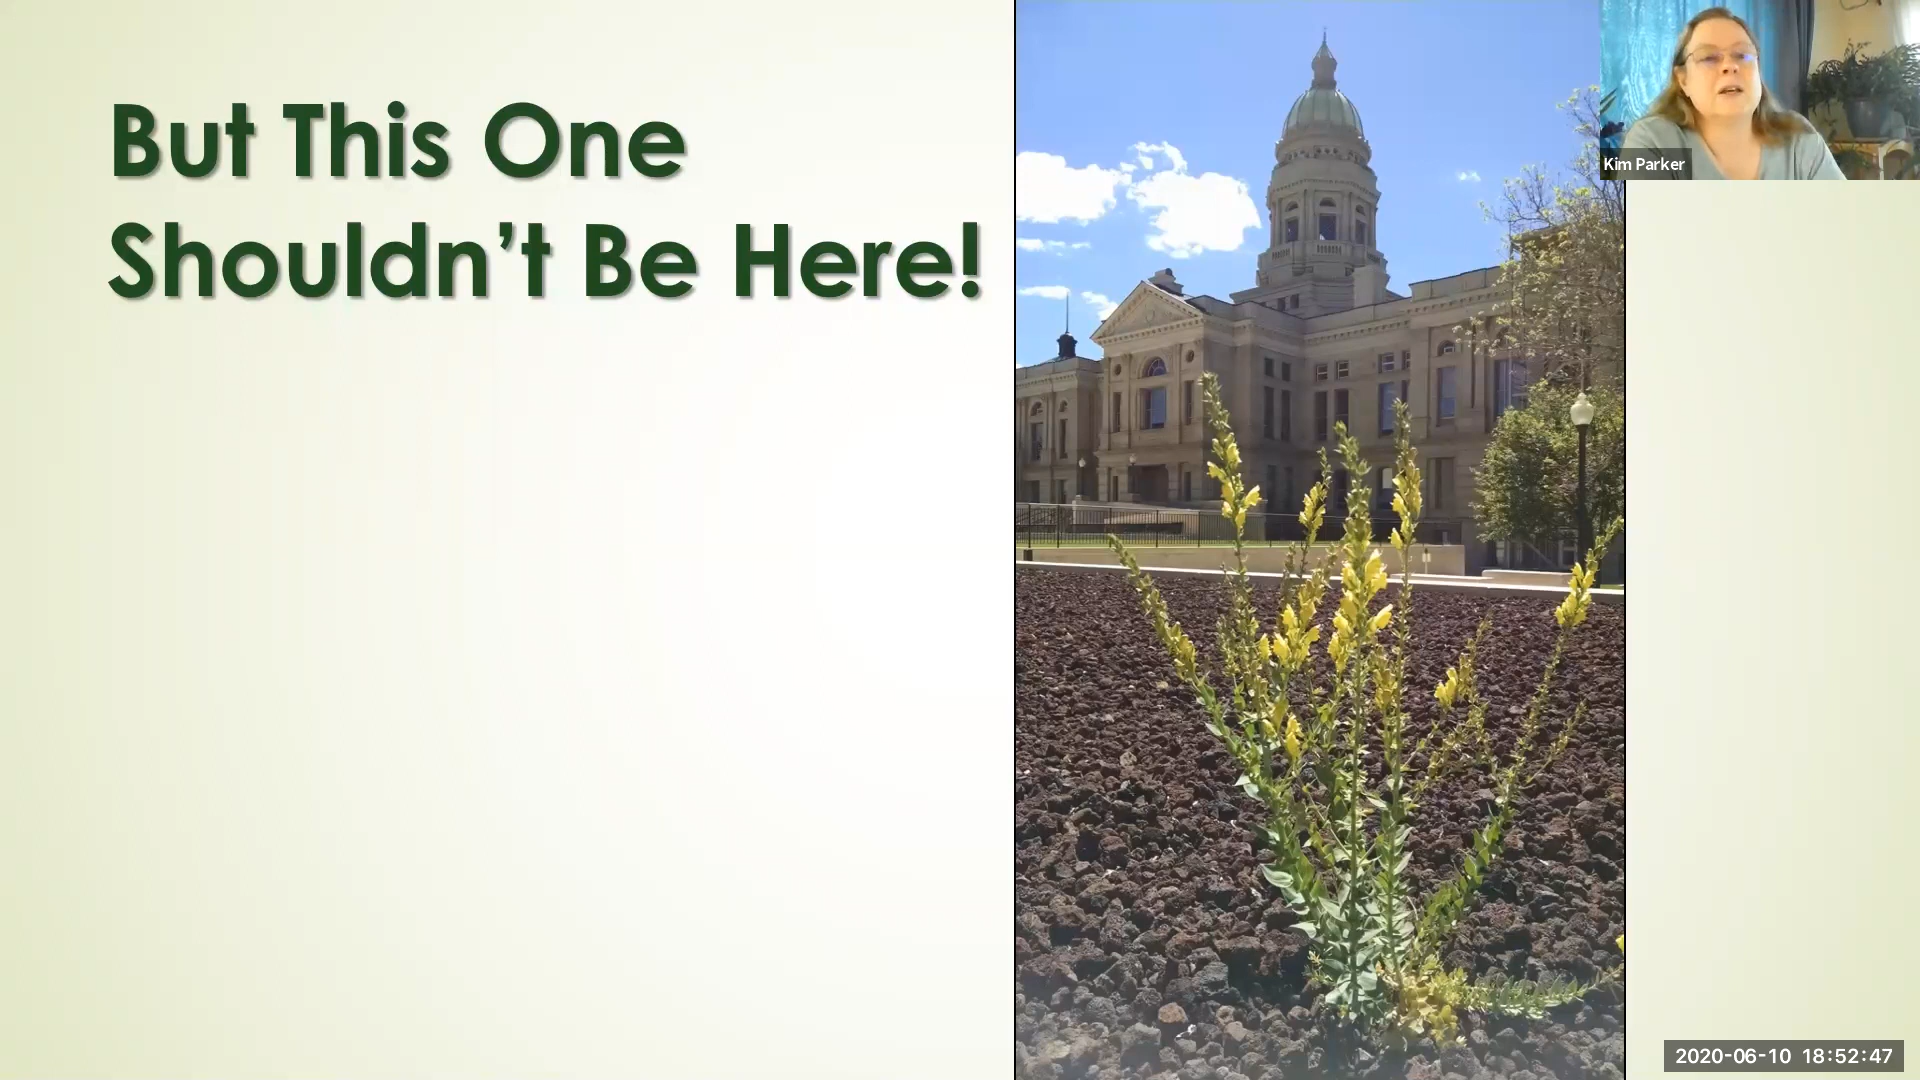 But This One
Shouldn’t Be Here!
Kim Parker
2020-06-10 18:52:47